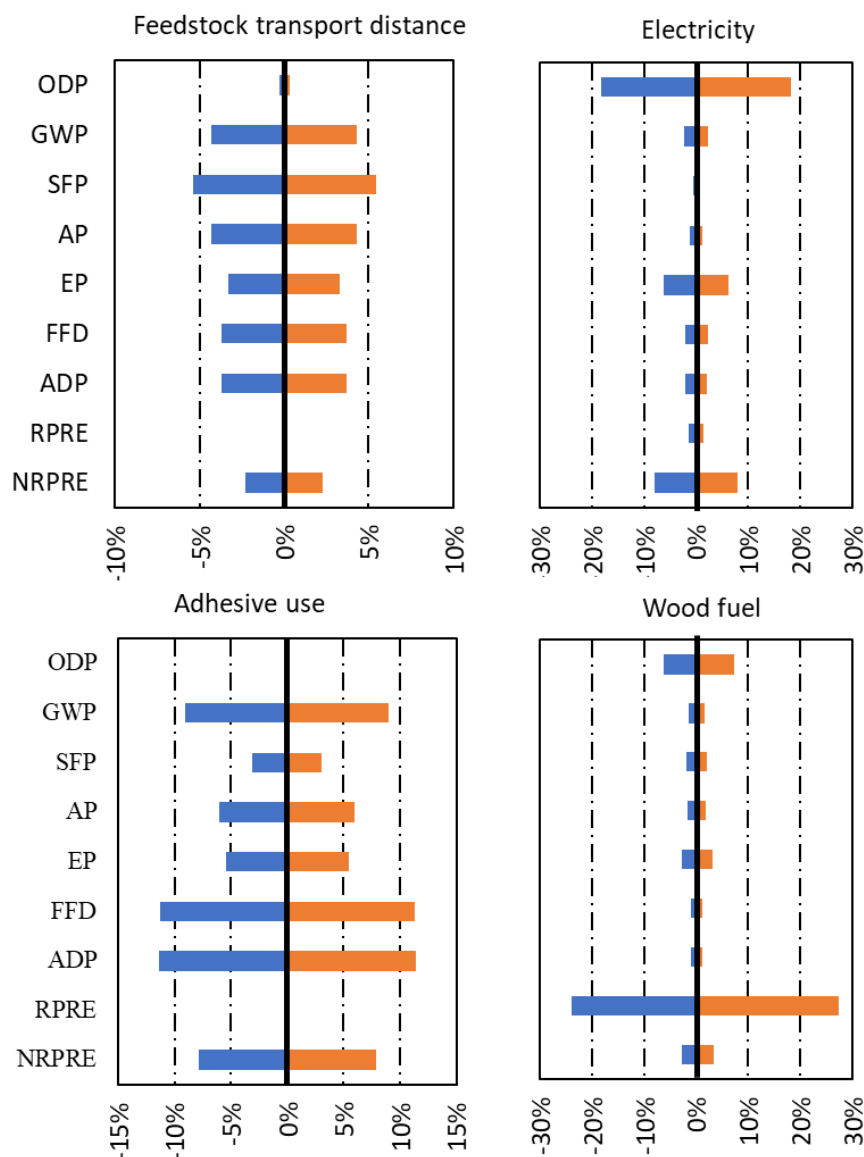 Feedstock transport distance
Electricity
ODP
GWP
SFP
AP
EP
FFD
ADP
RPRE
NRPRE
-10%
-5%
0%
5%
10%
-30%
-20%
-10%
0%
10%
20%
30%
Adhesive use
Wood fuel
ODP
GWP
SFP
AP
EP
FFD
ADP
RPRE
NRPRE
-15%
-10%
-5%
0%
5%
10%
15%
-30%
-20%
-10%
0%
10%
20%
30%